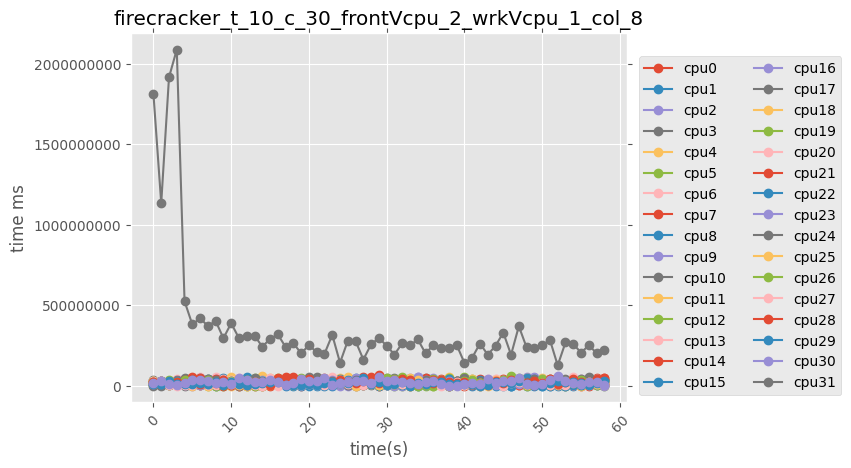 firecracker_t_10_c_30_frontVcpu_2_wrkVcpu_1_col_8
time ms
2000000000
1500000000
1000000000
500000000
0
0 10 20 30 40 50 60
time(s)
cpu0 cpu16
cpu1 cpu17
cpu2 cpu18
cpu3 cpu19
cpu4 cpu20
cpu5 cpu21
cpu6 cpu22
cpu7 cpu23
cpu8 cpu24
cpu9 cpu25
cpu10 cpu26
cpu11 cpu27
cpu12 cpu28
cpu13 cpu29
cpu14 cpu30
cpu15 cpu31